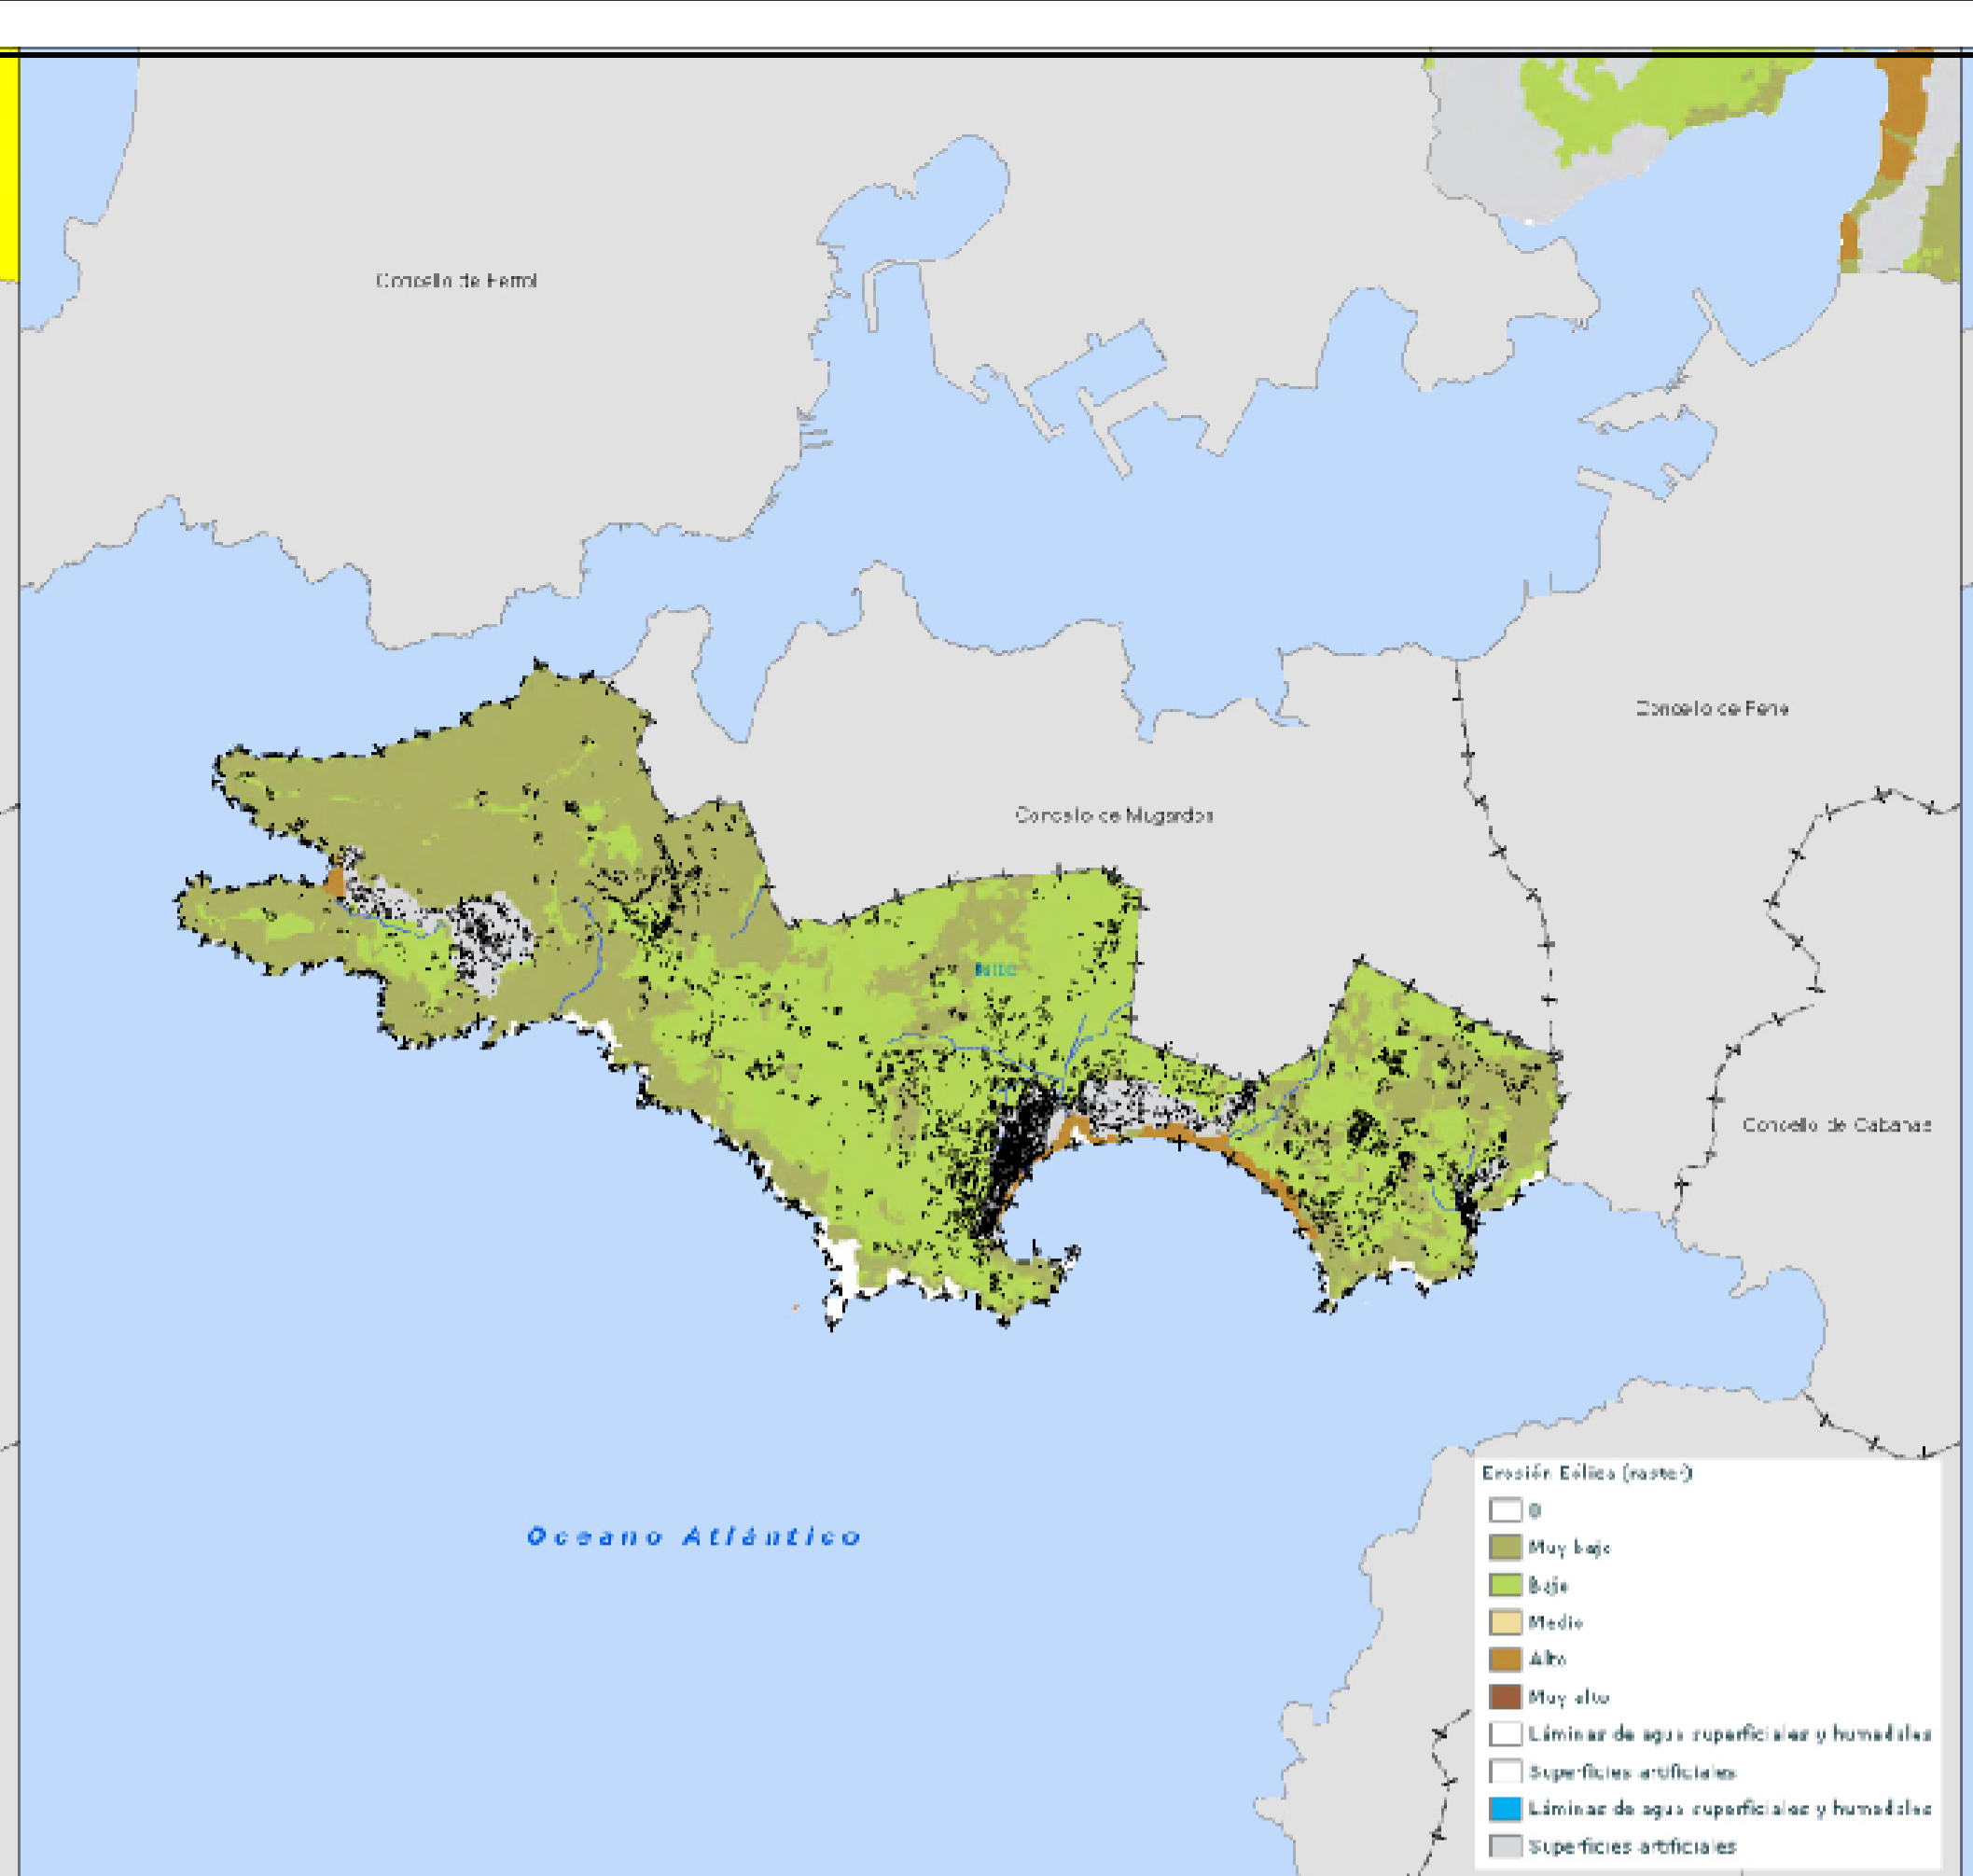 Concello de Ferrol
Concello de Fene
Concello de Mugardos
Concello de Cabanas
Oceano Atlántico
Erosión Eólica (raster)
0
Muy bajo
Bajo
Medio
Alto
Muy alto
Láminas de agua superficiales y humedales
Superficies artificiales
Láminas de agua superficiales y humedales
Superficies artificiales